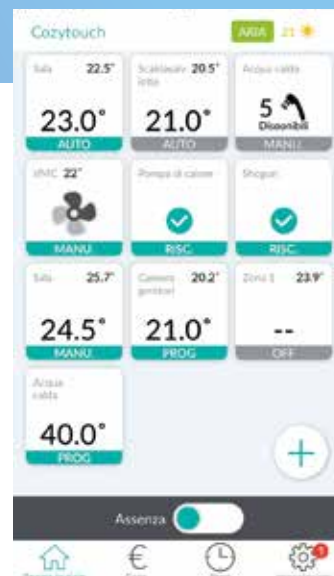 Cozytouch
ARIA 21
Sala 22.5°
23.0°
AUTO
Scaldasalv. 20.5°
21.0°
AUTO
Acqua calda
5
Disponibili
MANU.
VMC 22°
MANU.
Pompa di calore
RISC.
Shogun
RISC.
Sala 25.7°
24.5°
MANU.
Camera 20.2°
genitori
21.0°
PROG
Zona 1 23.9°
--
OFF
Acqua
calda
40.0°
PROG
+
Assenza
€